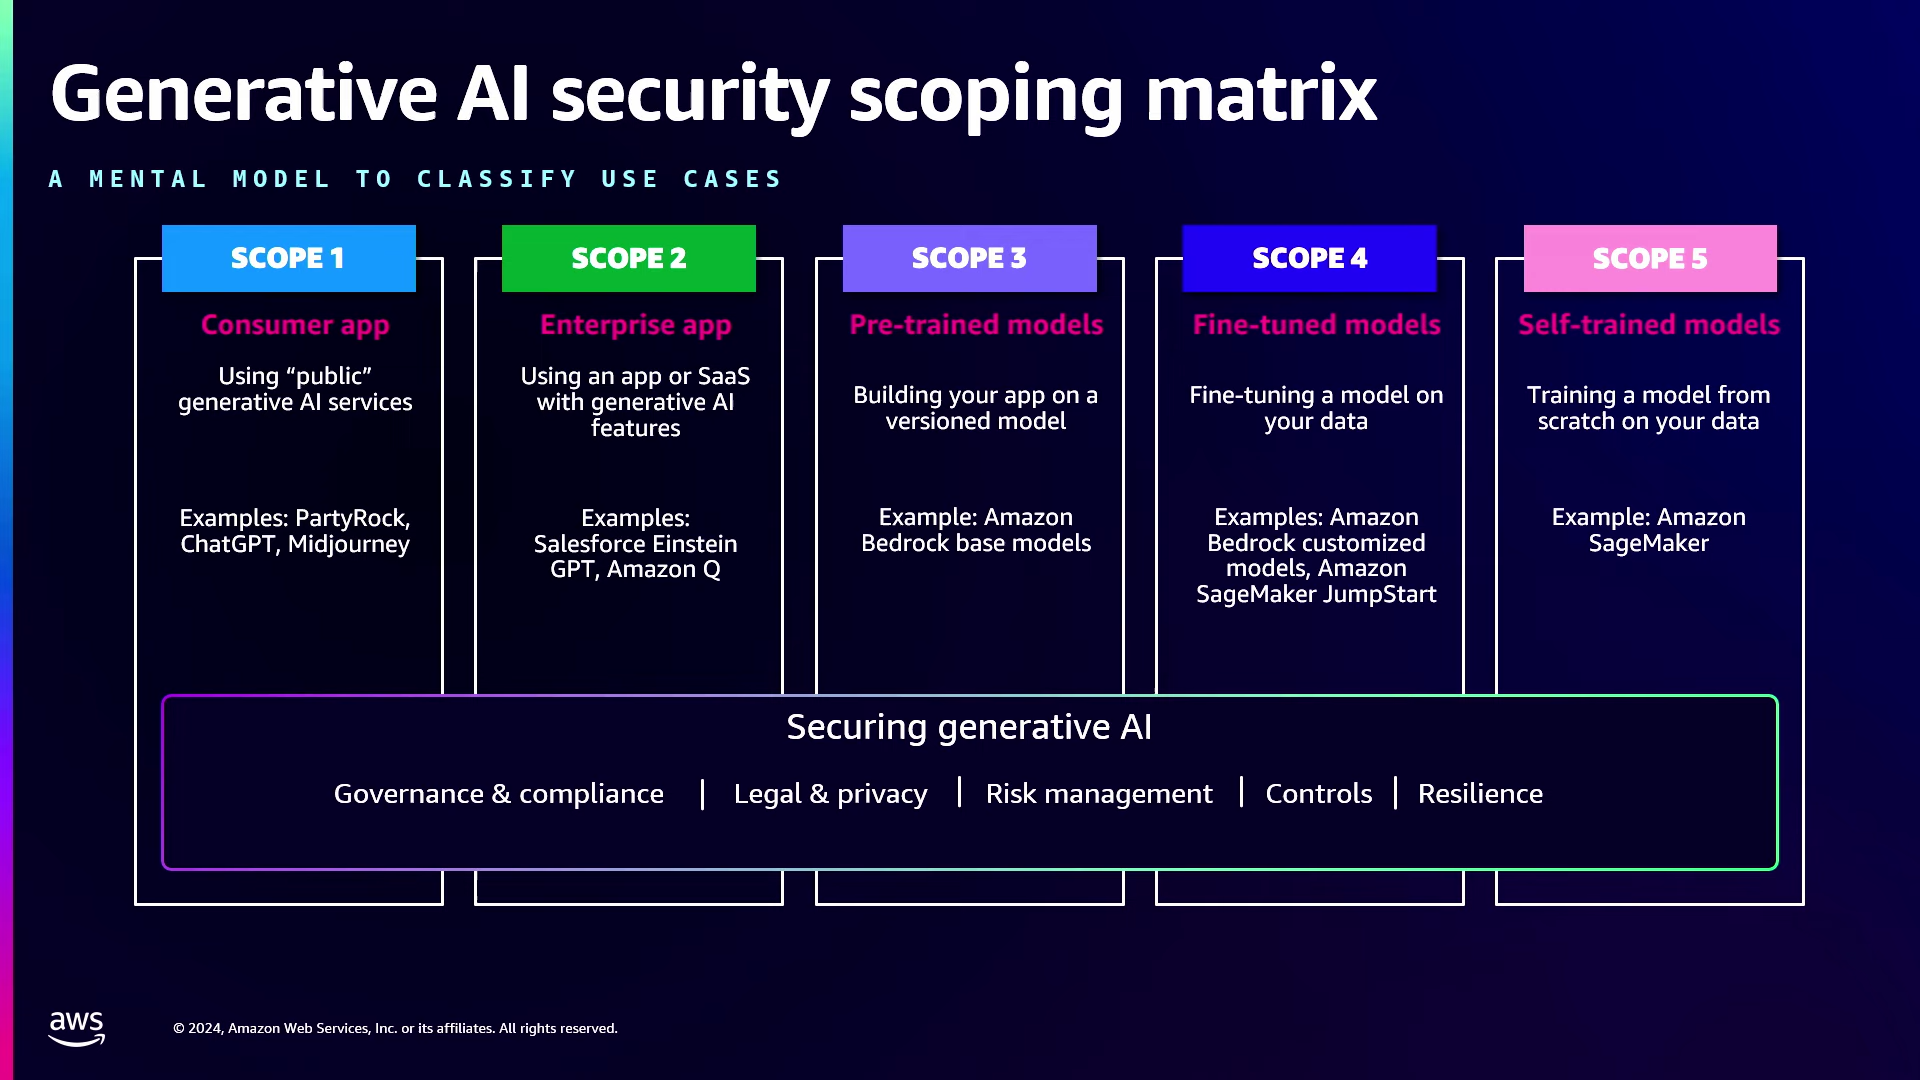 Generative AI security scoping matrix
A MENTAL MODEL TO CLASSIFY USE CASES
SCOPE 1
Consumer app
Using “public”
generative AI services
Examples: PartyRock,
ChatGPT, Midjourney
SCOPE 2
Enterprise app
Using an app or SaaS
with generative AI
features
Examples:
Salesforce Einstein
GPT, Amazon Q
SCOPE 3
Pre-trained models
Building your app on a
versioned model
Example: Amazon
Bedrock base models
SCOPE 4
Fine-tuned models
Fine-tuning a model on
your data
Examples: Amazon
Bedrock customized
models, Amazon
SageMaker JumpStart
SCOPE 5
Self-trained models
Training a model from
scratch on your data
Example: Amazon
SageMaker
Securing generative AI
Governance & compliance | Legal & privacy | Risk management | Controls | Resilience
aws
© 2024, Amazon Web Services, Inc. or its affiliates. All rights reserved.